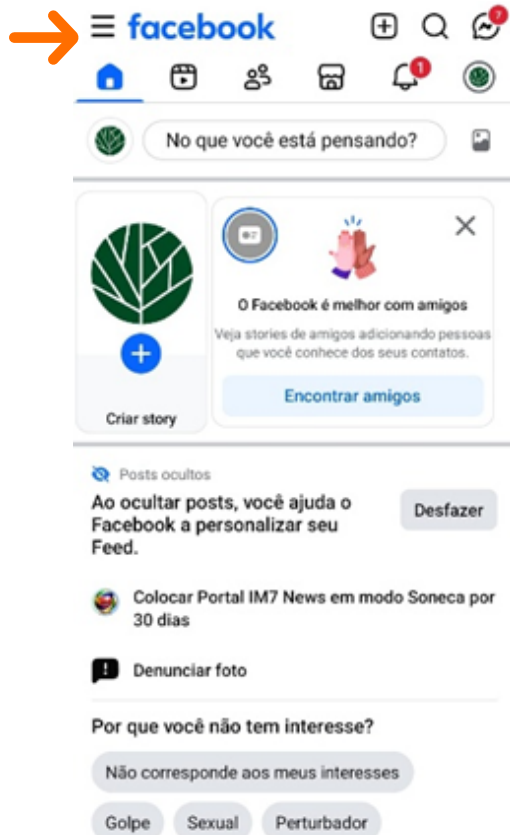 facebook
7
1
No que você está pensando?
O Facebook é melhor com amigos
Veja stories de amigos adicionando pessoas
que você conhece dos seus contatos.
Encontrar amigos
Criar story
Posts ocultos
Ao ocultar posts, você ajuda o
Facebook a personalizar seu
Feed.
Desfazer
Colocar Portal IM7 News em modo Soneca por
30 dias
Denunciar foto
Por que você não tem interesse?
Não corresponde aos meus interesses
Golpe
Sexual
Perturbador